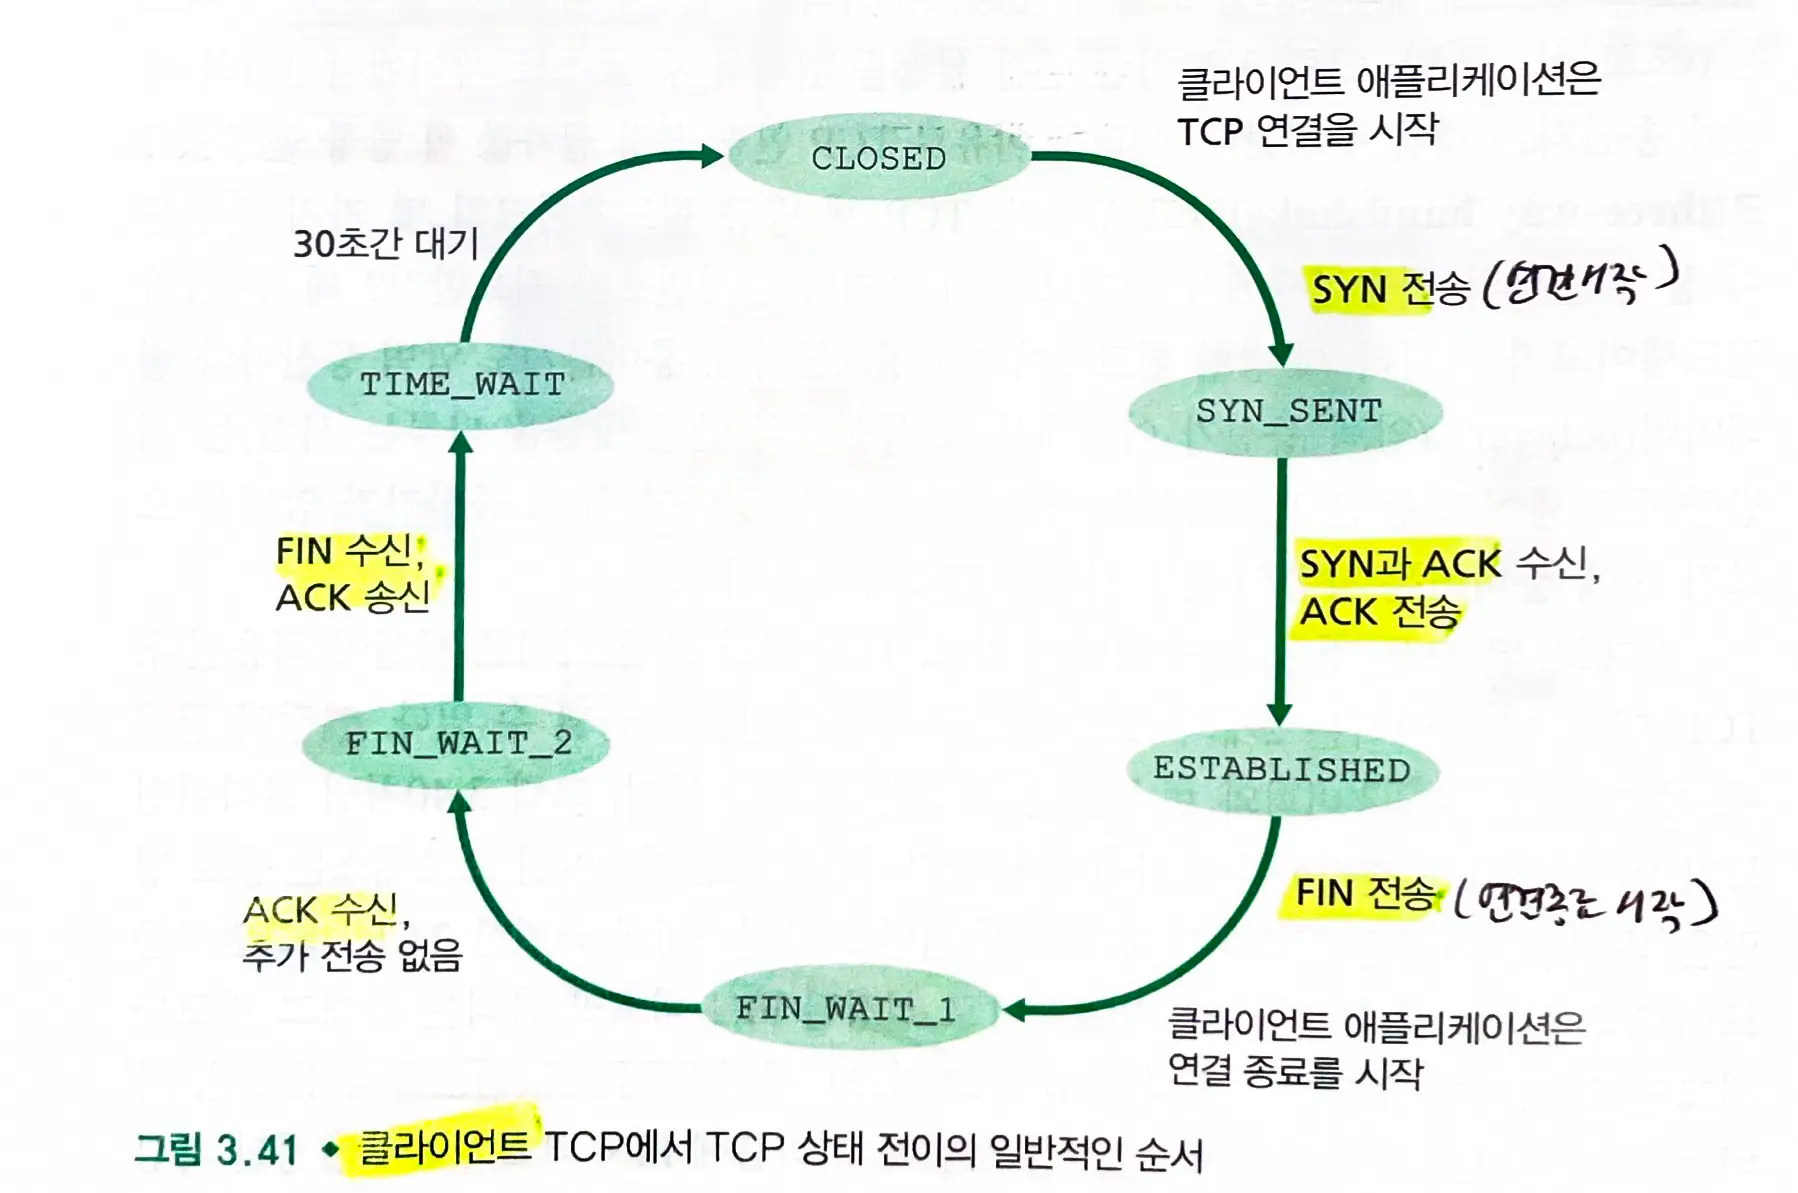 클라이언트 애플리케이션은
TCP 연결을 시작
CLOSED
30초간 대기
SYN 전송 (연결시작)
TIME_WAIT
SYN_SENT
FIN 수신,
ACK 송신
SYN과 ACK 수신,
ACK 전송
FIN_WAIT_2
ESTABLISHED
FIN 전송 (연결종료 시작)
ACK 수신,
추가 전송 없음
FIN_WAIT_1
클라이언트 애플리케이션은
연결 종료를 시작
그림 3.41 ◆ 클라이언트 TCP에서 TCP 상태 전이의 일반적인 순서